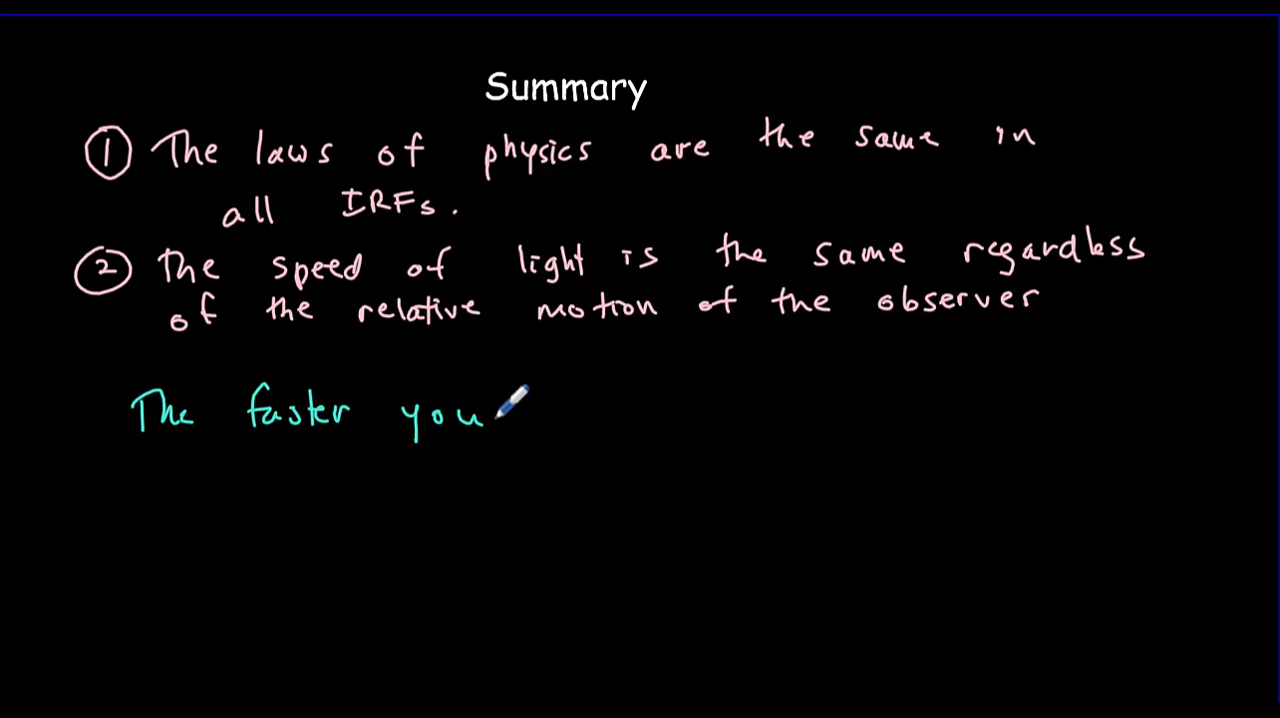 Summary
① The laws of physics are the same in
all IRFs.
② The speed of light is the same regardless
of the relative motion of the observer
The faster you